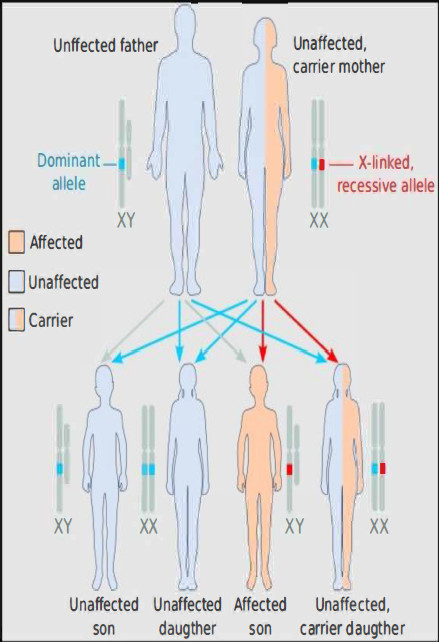 Unffected father
Unaffected,
carrier mother
Dominant
allele
X-linked,
recessive allele
XY
XX
Affected
Unaffected
Carrier
XY
XX
XY
XX
Unaffected
son
Unaffected
daugther
Affected
son
Unaffected,
carrier daugther